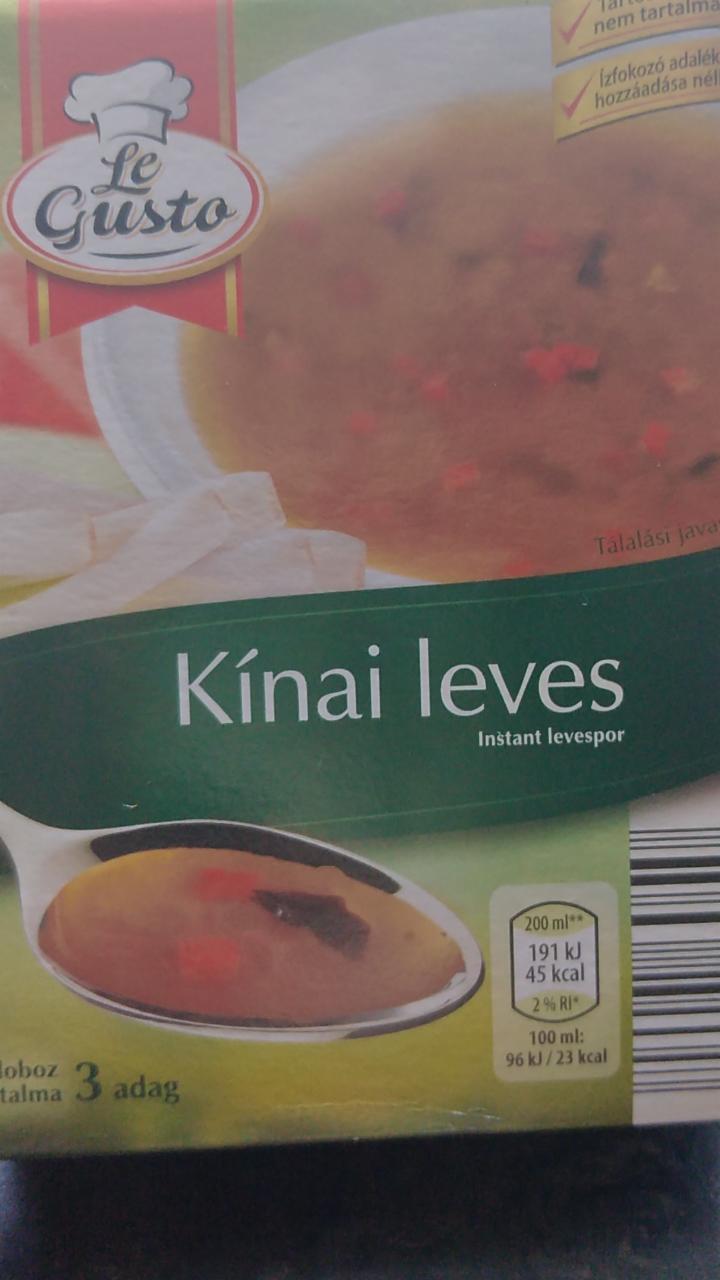 nem tartalma
Ízfokozó adalék
hozzáadása nél
Le
Gusto
Tálalási java
Kínai leves
Instant levespor
200 ml**
191 kJ
45 kcal
2 % RI*
100 ml:
96 kJ / 23 kcal
doboz
talma 3 adag